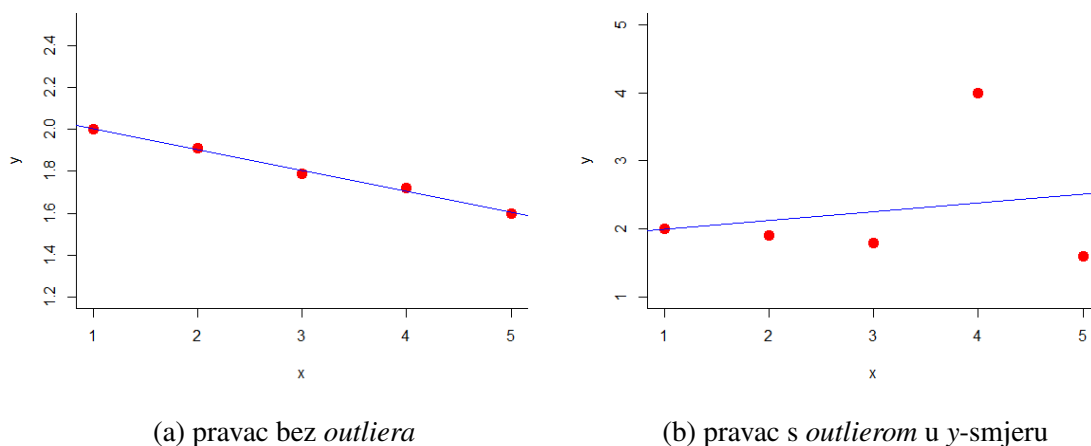 2.4
2.2
2.0
1.8
1.6
1.4
1.2
y
1 2 3 4 5
x
(a) pravac bez outliera
5
4
3
2
1
y
1 2 3 4 5
x
(b) pravac s outlierom u y-smjeru